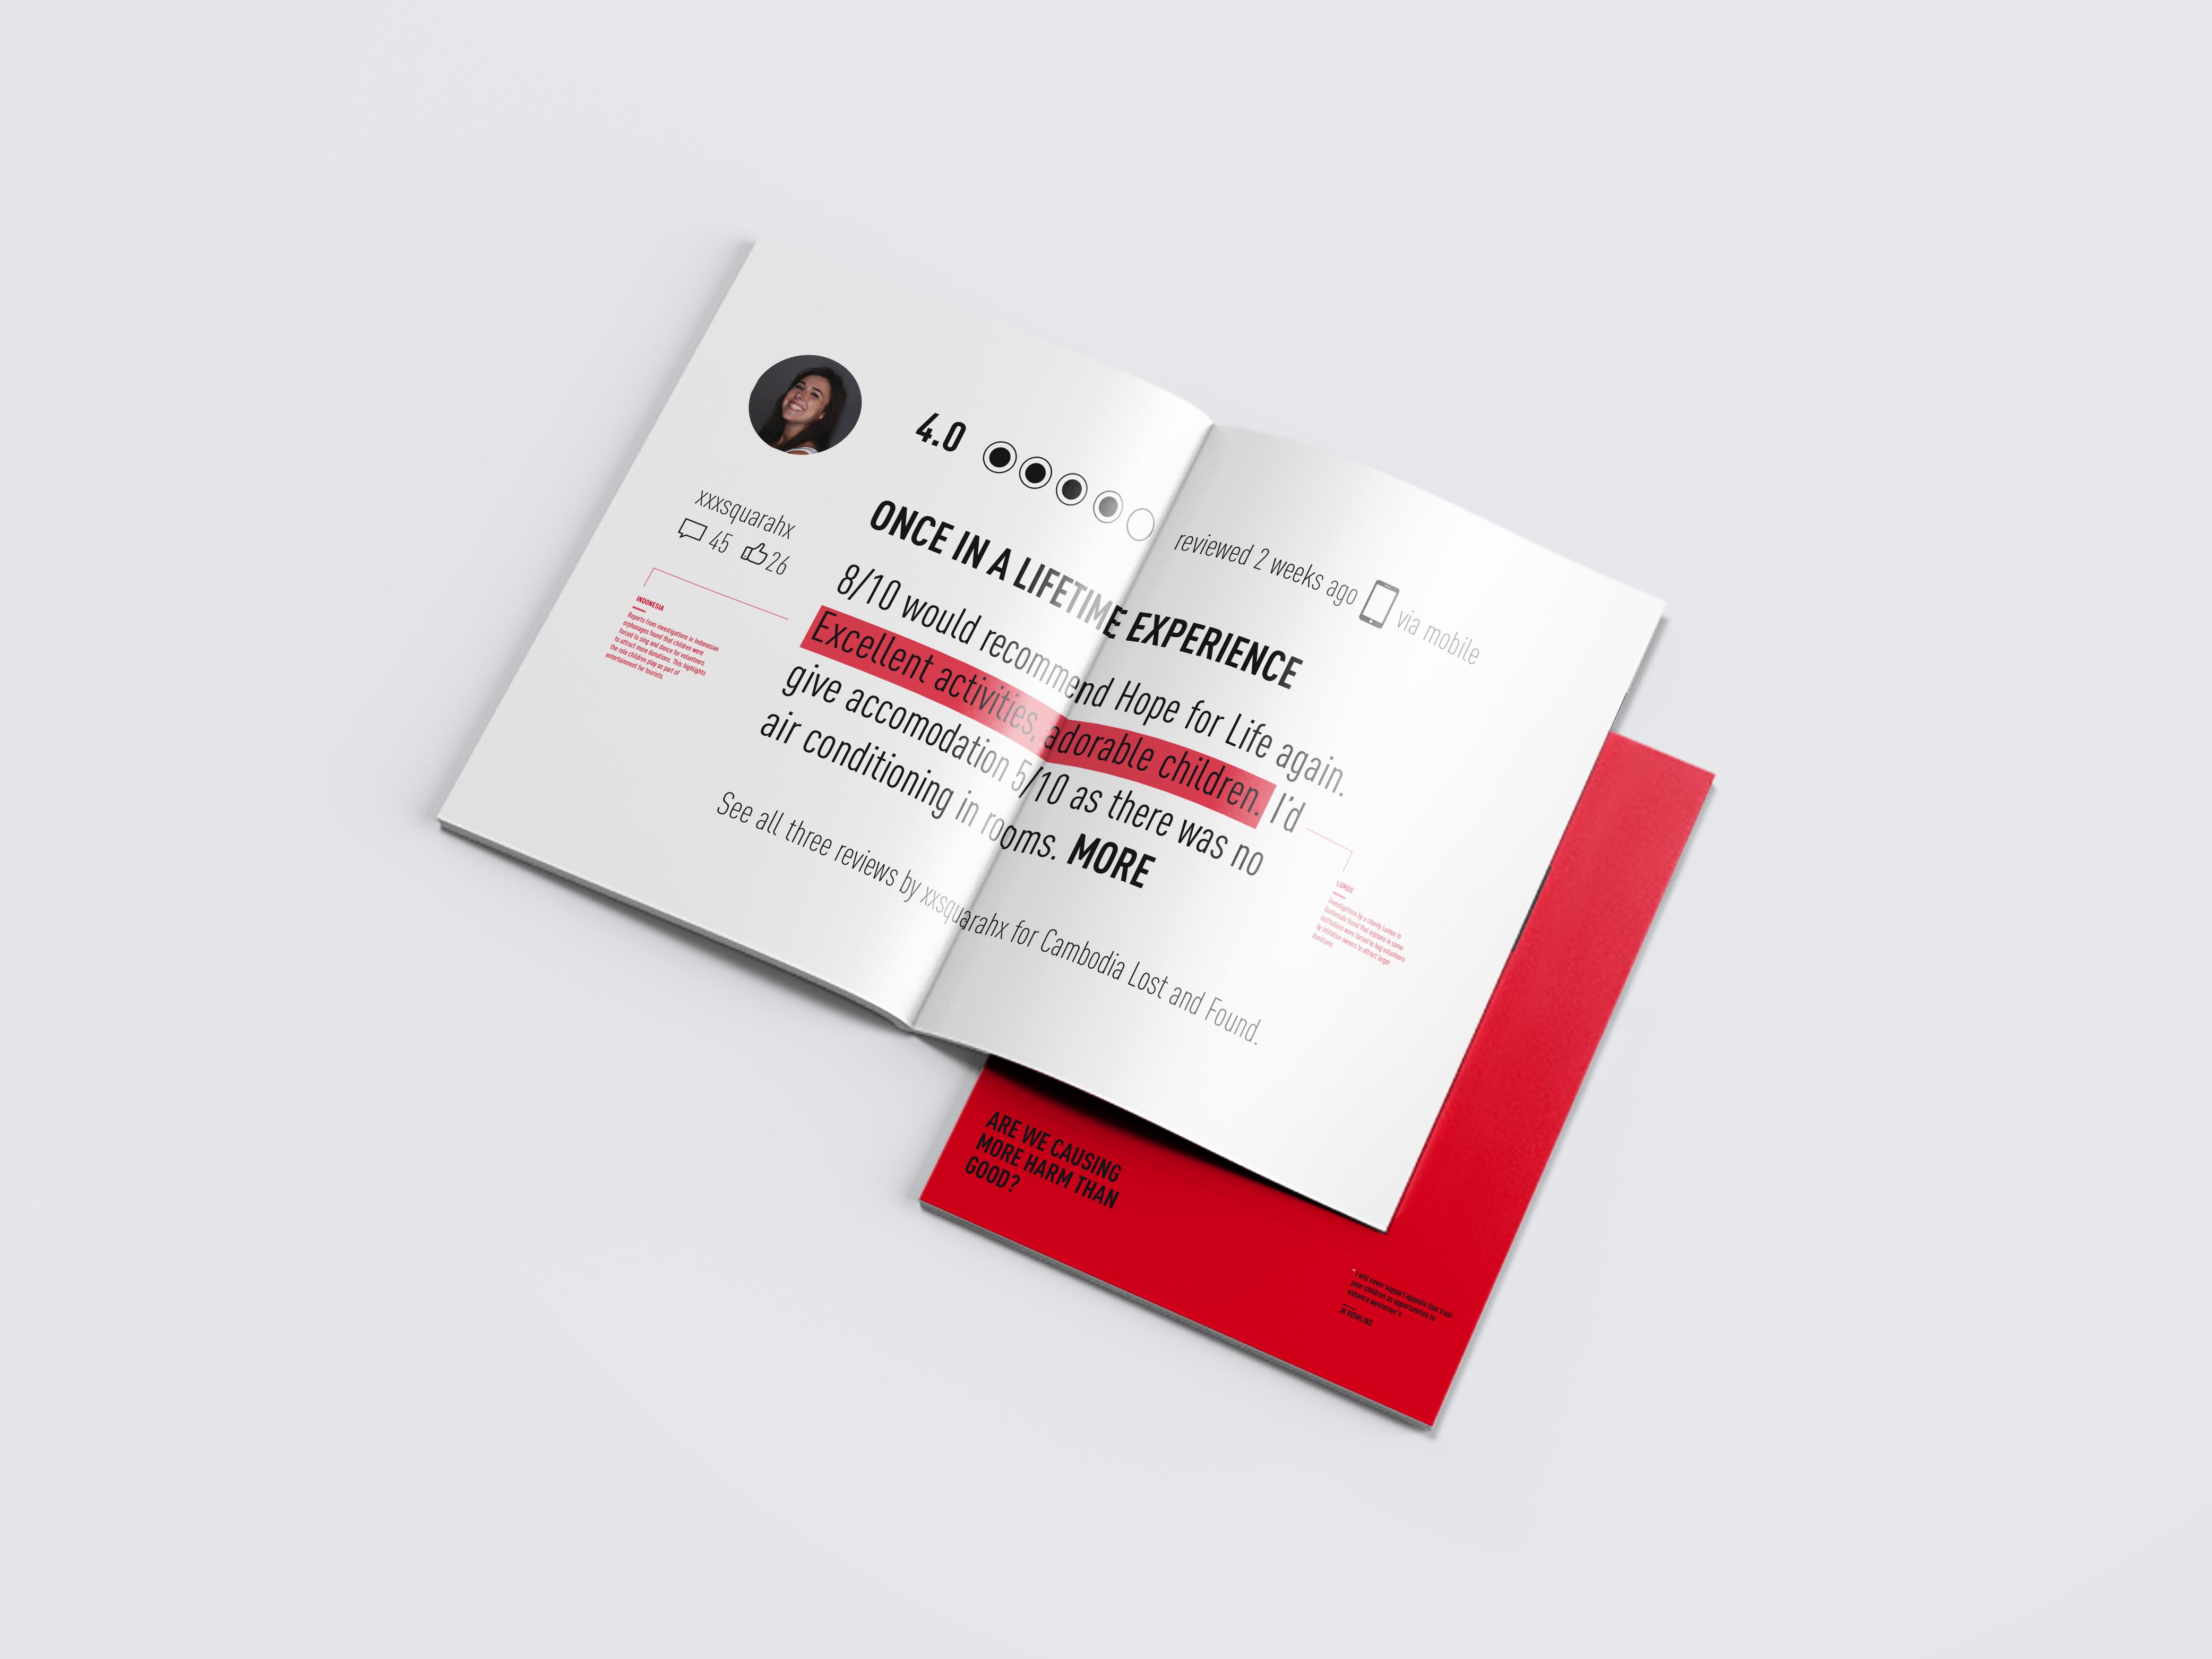 4.0
xxxsquarahx
45 26
reviewed 2 weeks ago via mobile
ONCE IN A LIFETIME EXPERIENCE
8/10 would recommend Hope for Life again.
Excellent activities, adorable children. I'd
give accomodation 5/10 as there was no
air conditioning in rooms. MORE
See all three reviews by xxsquarahx for Cambodia Lost and Found.
INDONESIA
Reports from investigations in Indonesian
orphanages found that children were
forced to sing and dance for volunteers
to attract more donations. This highlights
the role children play as part of
entertainment for tourists.
LUMOS
Investigations by a charity Lumos in
Guatemala found that orphans in some
institutions were forced to hug volunteers
by intitution owners to attract larger
donations.
ARE WE CAUSING
MORE HARM THAN
GOOD?
"I will never support appeals that treat
poor children as opportunities to
enhance westerner's
JK ROWLING